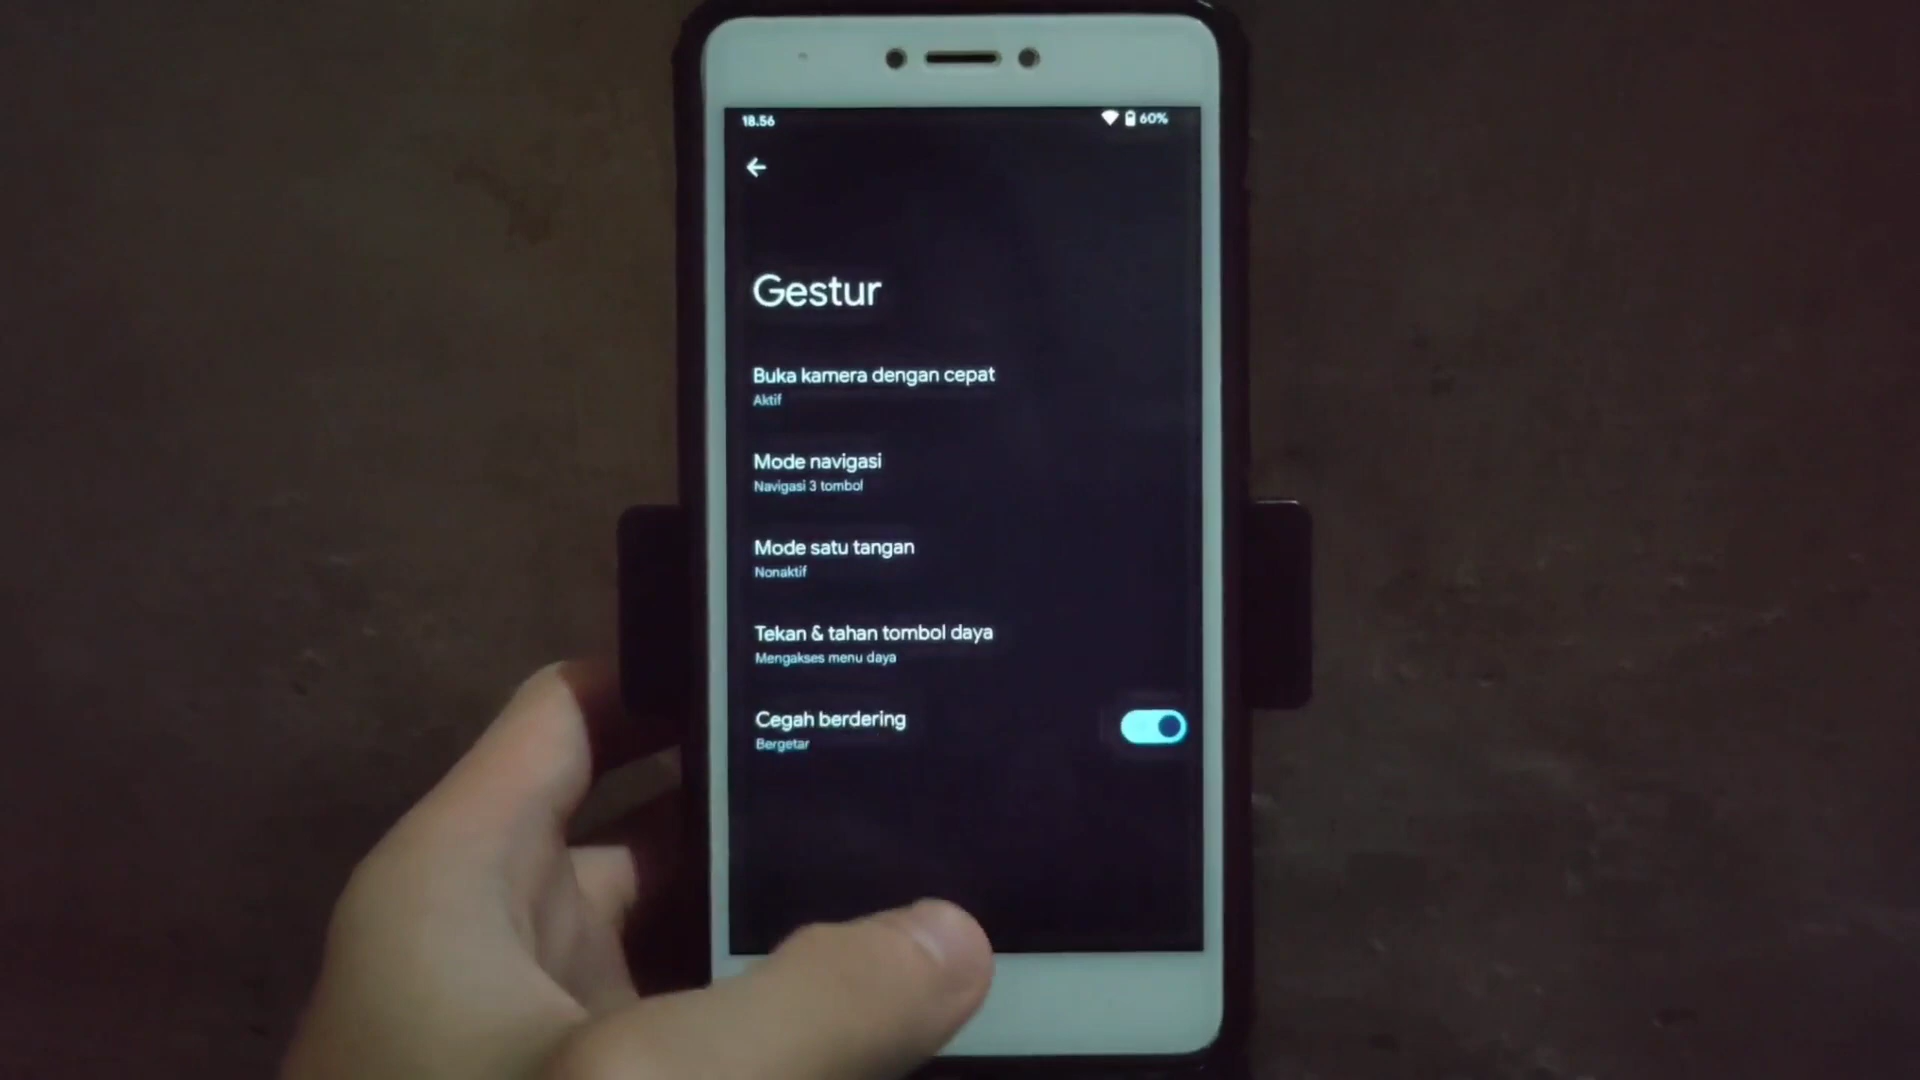 18.56
60%
Gestur
Buka kamera dengan cepat
Aktif
Mode navigasi
Navigasi 3 tombol
Mode satu tangan
Nonaktif
Tekan & tahan tombol daya
Mengakses menu daya
Cegah berdering
Bergetar